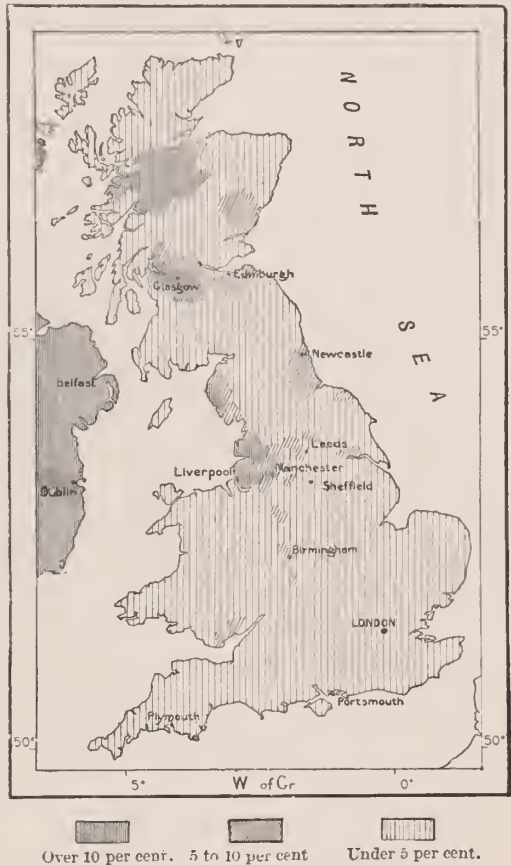 NORTH
SEA
Edinburgh
Glasgow
55°
55°
Newcastle
Belfast
Leeds
Liverpool
Manchester
Dublin
Sheffield
Birmingham
LONDON
Portsmouth
Plymouth
50°
50°
5°
W of Gr
0°
Over 10 per cent. 5 to 10 per cent Under 5 per cent.